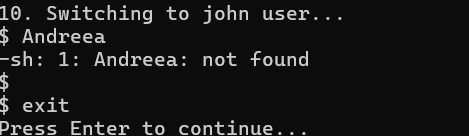 10. Switching to john user...
$ Andreea
-sh: 1: Andreea: not found
$
$ exit
Press Enter to continue...